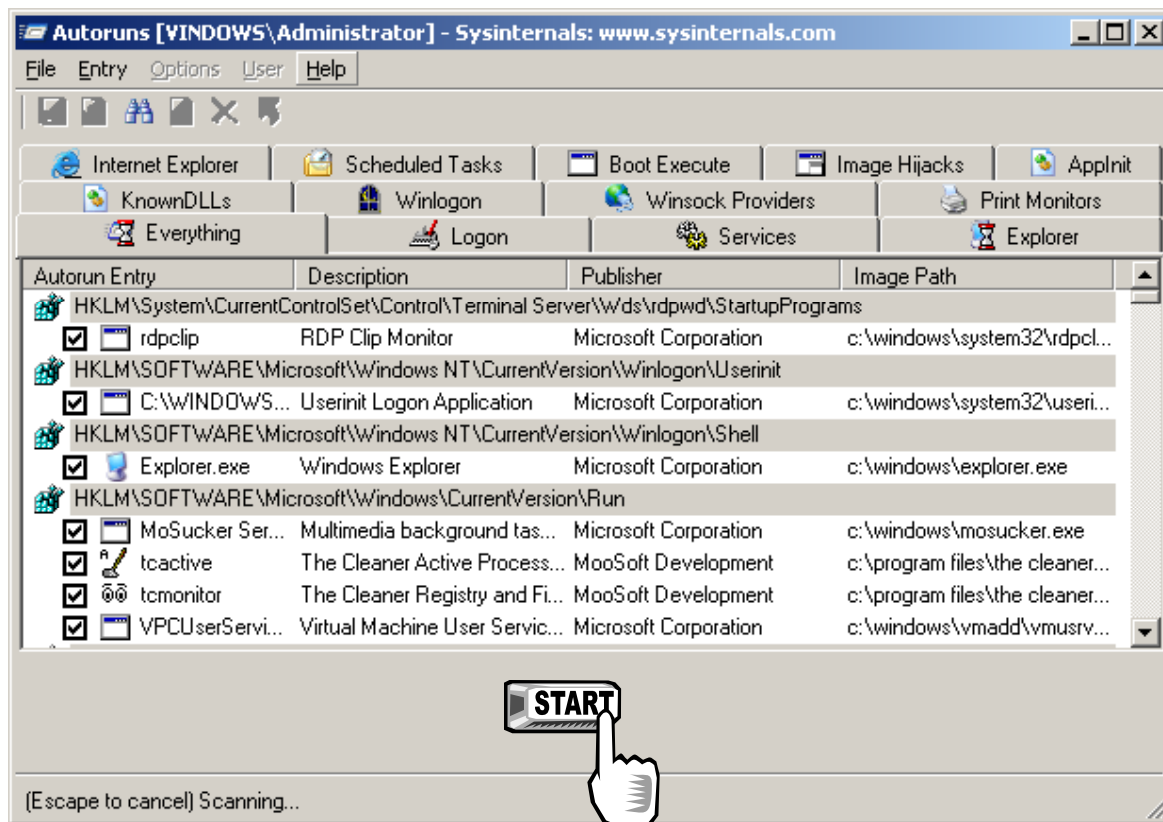 Autoruns [VINDOWS\Administrator] - Sysinternals: www.sysinternals.com
File Entry Options User Help
Internet Explorer Scheduled Tasks Boot Execute Image Hijacks AppInit
KnownDLLs Winlogon Winsock Providers Print Monitors
Everything Logon Services Explorer
Autorun Entry Description Publisher Image Path
HKLM\System\CurrentControlSet\Control\Terminal Server\Wds\rdpwd\StartupPrograms
rdpclip RDP Clip Monitor Microsoft Corporation c:\windows\system32\rdpcl...
HKLM\SOFTWARE\Microsoft\Windows NT\CurrentVersion\Winlogon\Userinit
C:\WINDOWS... Userinit Logon Application Microsoft Corporation c:\windows\system32\useri...
HKLM\SOFTWARE\Microsoft\Windows NT\CurrentVersion\Winlogon\Shell
Explorer.exe Windows Explorer Microsoft Corporation c:\windows\explorer.exe
HKLM\SOFTWARE\Microsoft\Windows\CurrentVersion\Run
MoSucker Ser... Multimedia background tas... Microsoft Corporation c:\windows\mosucker.exe
tcactive The Cleaner Active Process... MooSoft Development c:\program files\the cleaner...
tcmonitor The Cleaner Registry and Fi... MooSoft Development c:\program files\the cleaner...
VPCUserServi... Virtual Machine User Servic... Microsoft Corporation c:\windows\vmadd\vmusrv...
START
(Escape to cancel) Scanning...